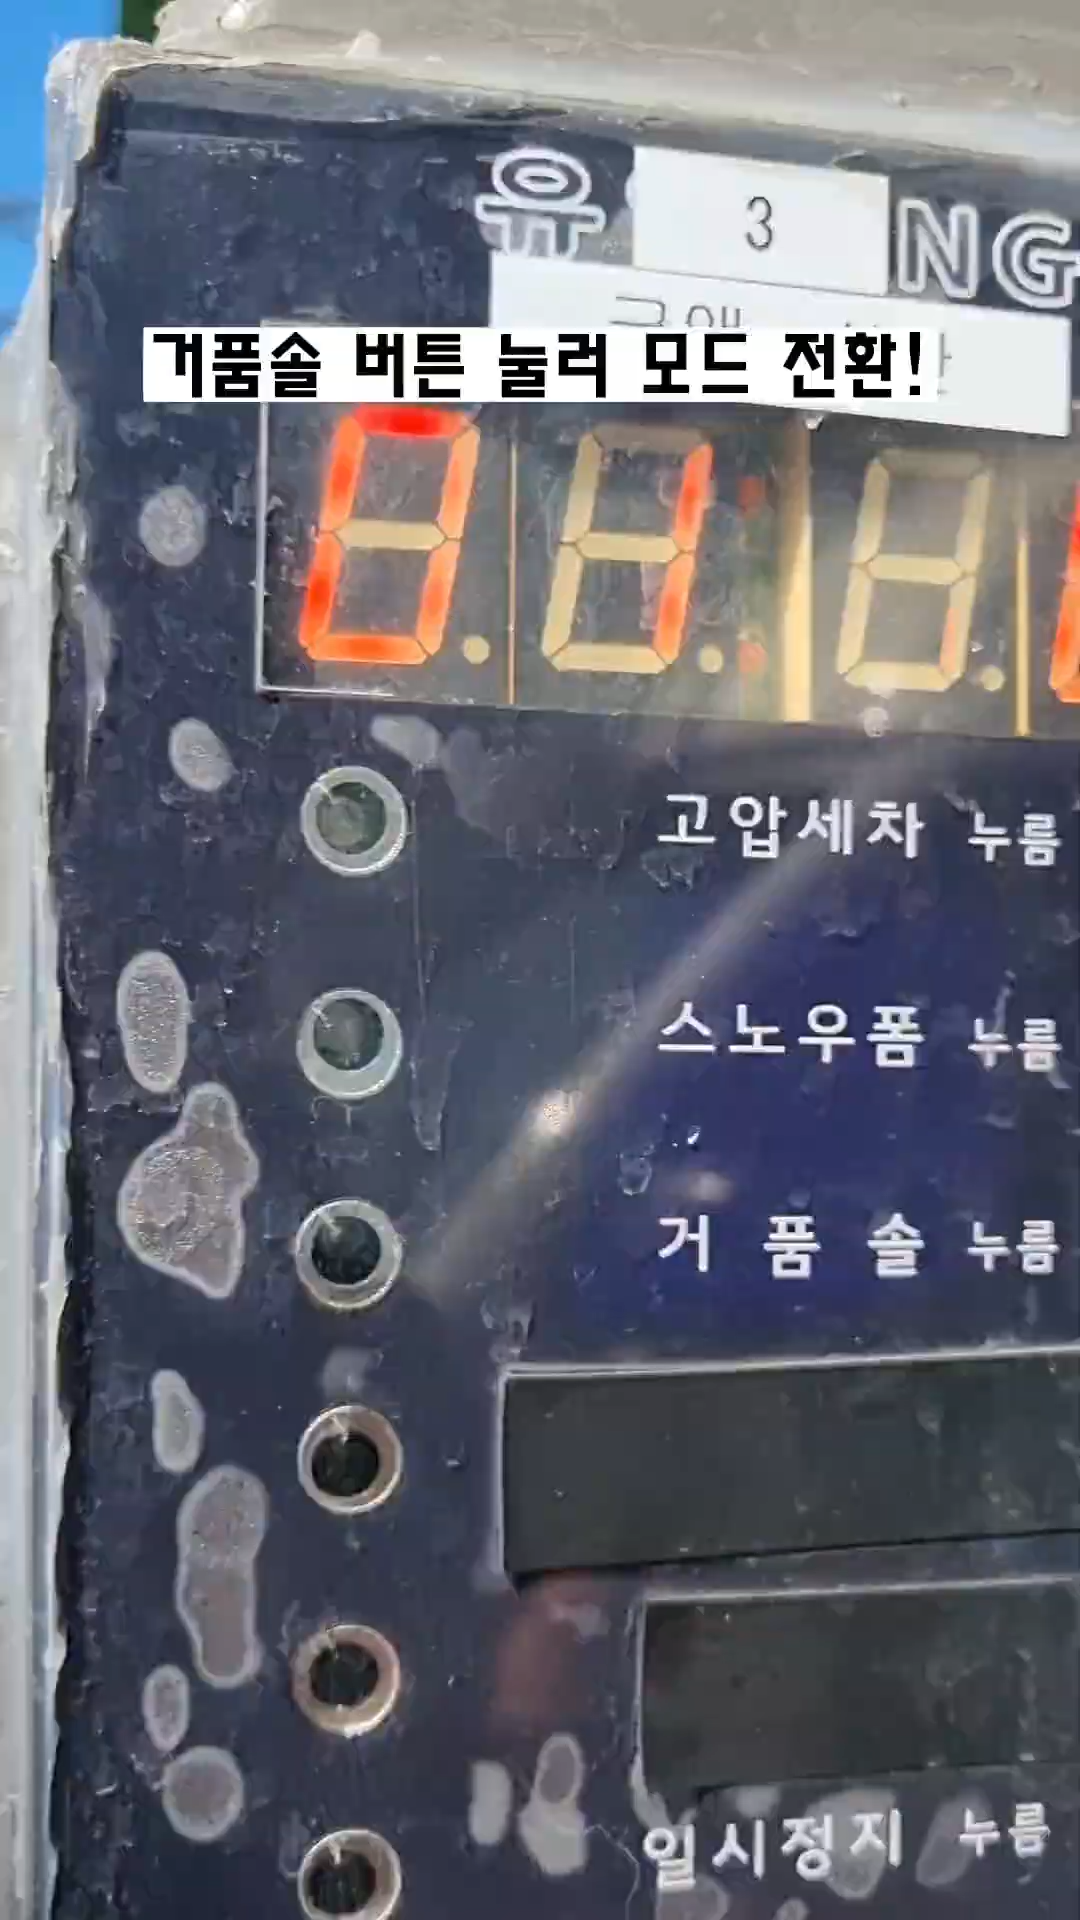 유 3 NG
거품솔 버튼 눌러 모드 전환!
01
고압세차 누름
스노우폼 누름
거 품 솔 누름
일시정지 누름